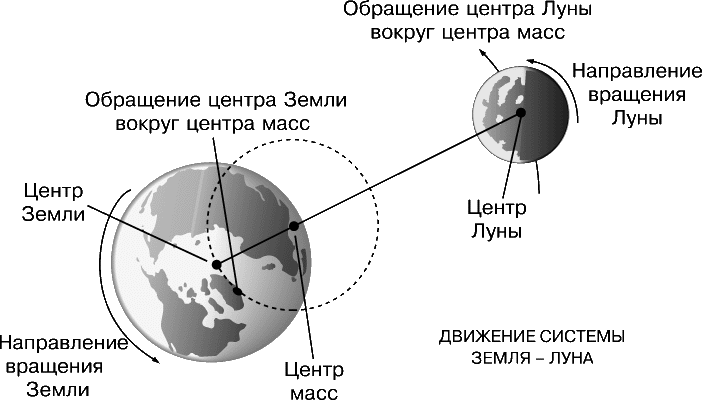 Обращение центра Луны
вокруг центра масс
Направление
вращения
Луны
Обращение центра Земли
вокруг центра масс
Центр
Земли
Центр
Луны
Направление
вращения
Земли
Центр
масс
ДВИЖЕНИЕ СИСТЕМЫ
ЗЕМЛЯ – ЛУНА